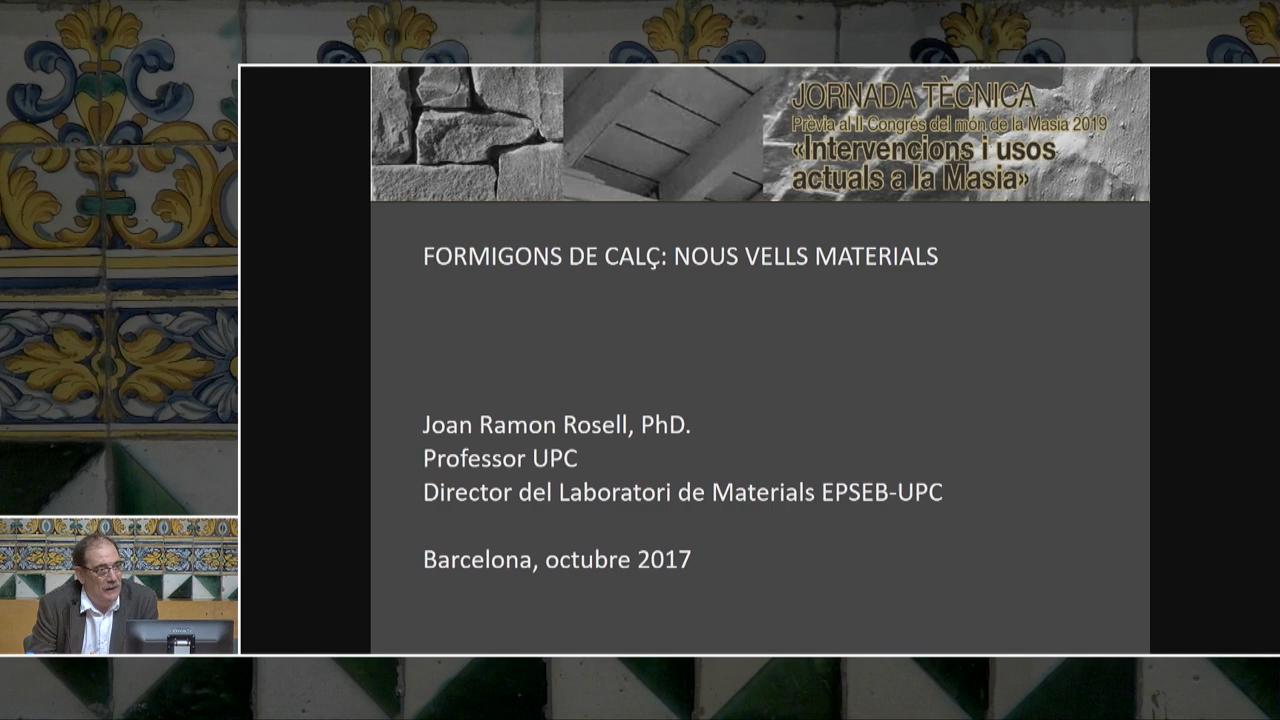 JORNADA TÈCNICA
Prèvia al II Congrés del món de la Masia 2019
«Intervencions i usos
actuals a la Masia»
FORMIGONS DE CALÇ: NOUS VELLS MATERIALS
Joan Ramon Rosell, PhD.
Professor UPC
Director del Laboratori de Materials EPSEB-UPC
Barcelona, octubre 2017